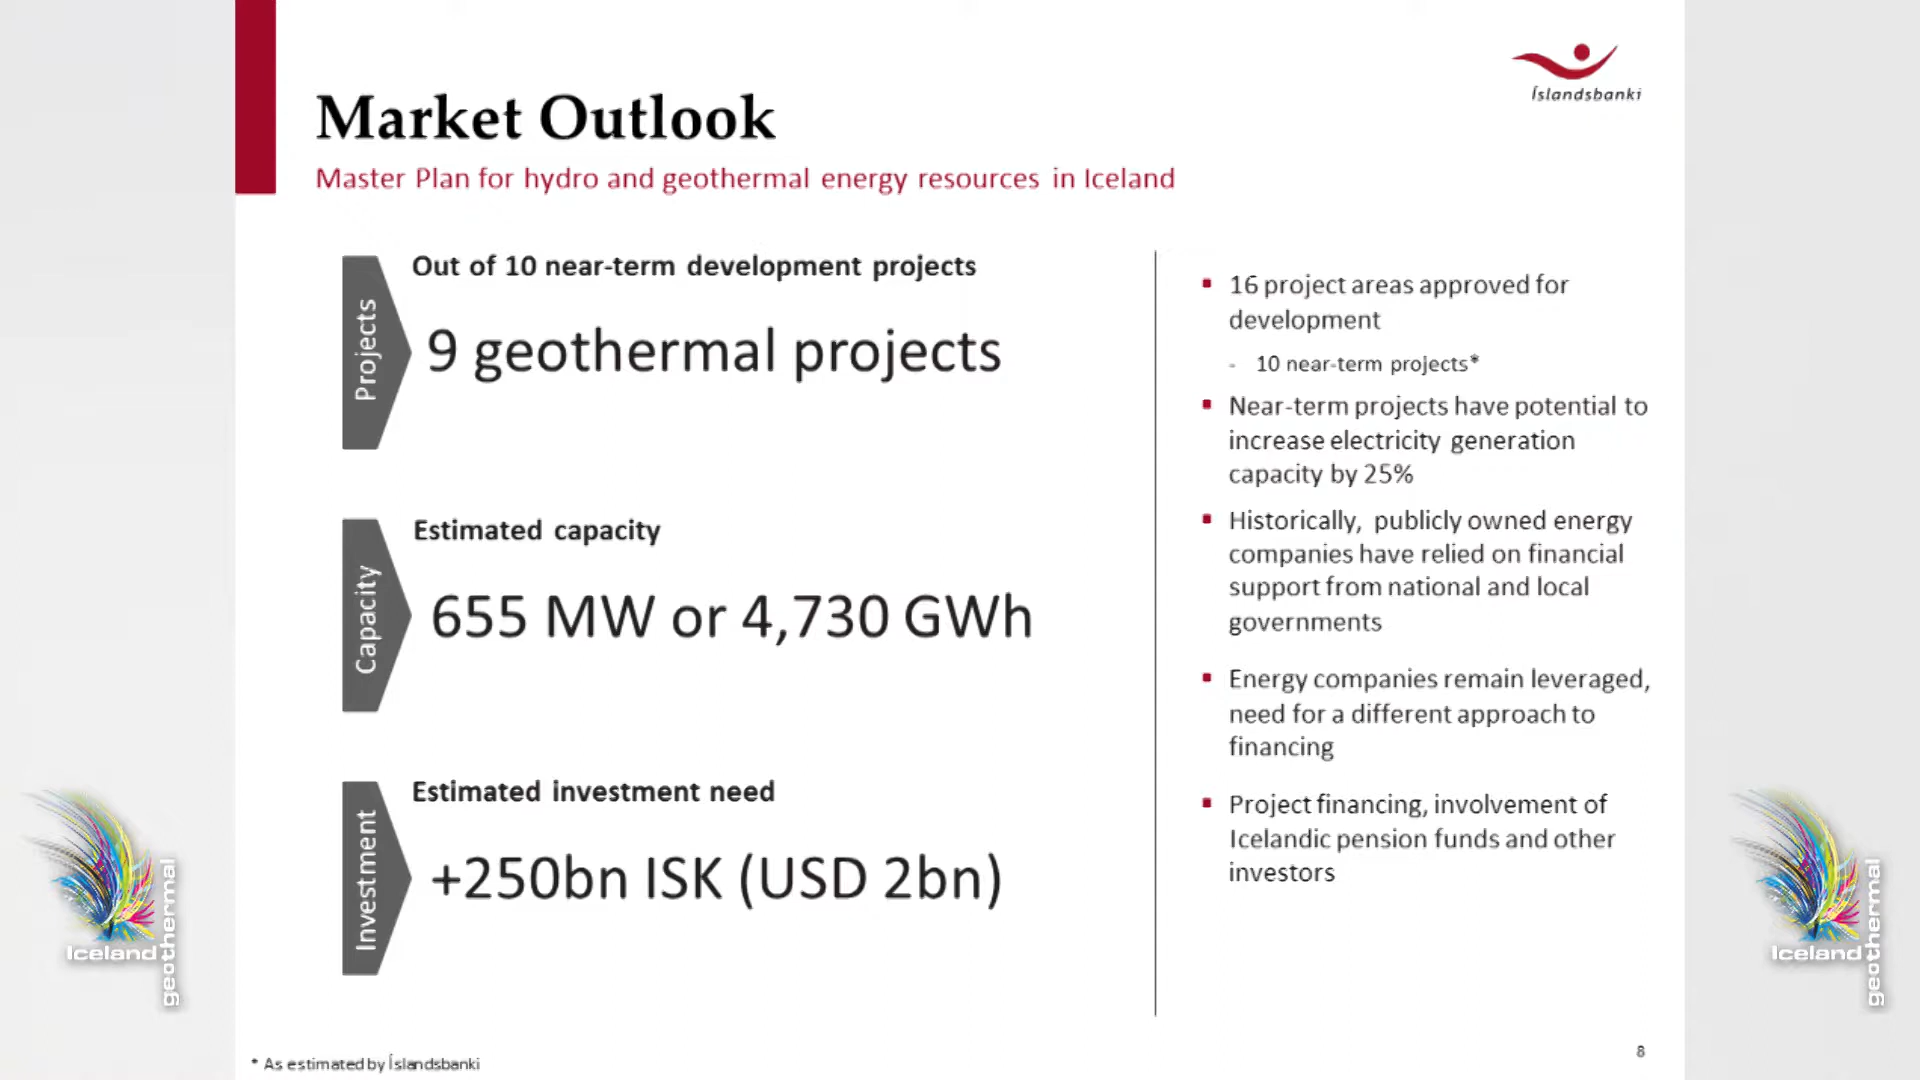 Íslandsbanki
Market Outlook
Master Plan for hydro and geothermal energy resources in Iceland
Projects
Out of 10 near-term development projects
9 geothermal projects
Capacity
Estimated capacity
655 MW or 4,730 GWh
Investment
Estimated investment need
+250bn ISK (USD 2bn)
▪ 16 project areas approved for
development
- 10 near-term projects*
▪ Near-term projects have potential to
increase electricity generation
capacity by 25%
▪ Historically, publicly owned energy
companies have relied on financial
support from national and local
governments
▪ Energy companies remain leveraged,
need for a different approach to
financing
▪ Project financing, involvement of
Icelandic pension funds and other
investors
Iceland
geothermal
Iceland
geothermal
* As estimated by Íslandsbanki
8